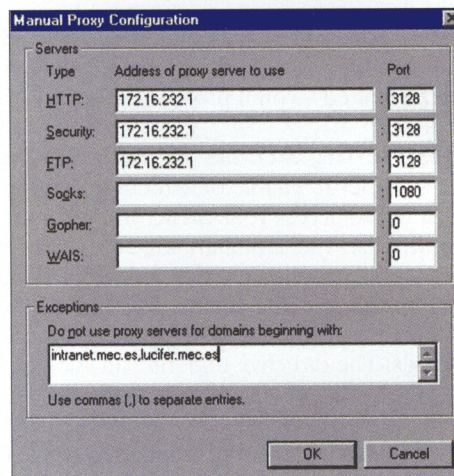 Manual Proxy Configuration
Servers
Type Address of proxy server to use Port
HTTP: 172.16.232.1 : 3128
Security: 172.16.232.1 : 3128
FTP: 172.16.232.1 : 3128
Socks: : 1080
Gopher: : 0
WAIS: : 0
Exceptions
Do not use proxy servers for domains beginning with:
intranet.mec.es,lucifer.mec.es
Use commas (,) to separate entries.
OK Cancel